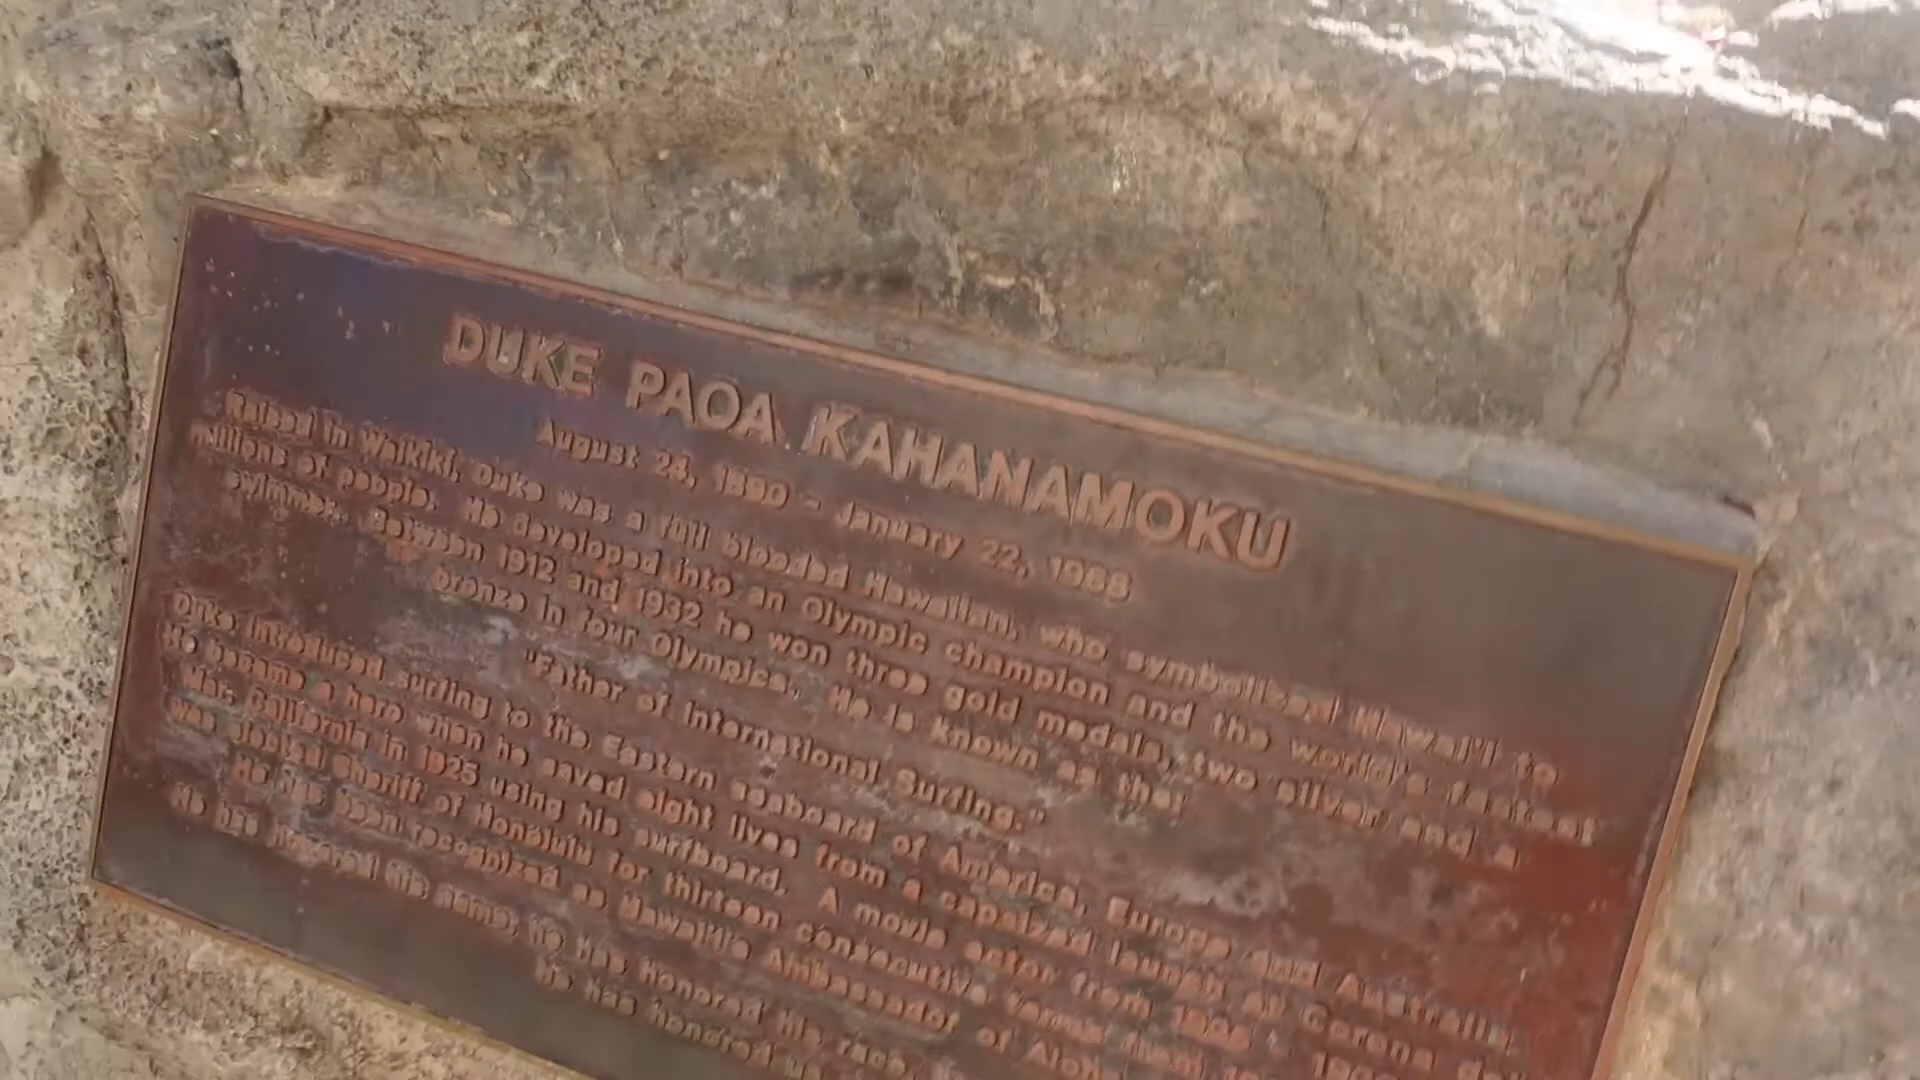 DUKE PAOA KAHANAMOKU
August 24, 1890 - January 22, 1968
Raised in Waikiki, Duke was a full blooded Hawaiian, who symbolized Hawai'i to
millions of people. He developed into an Olympic champion and the world's fastest
swimmer. Between 1912 and 1932 he won three gold medals, two silver and a
bronze in four Olympics. He is known as the
"Father of International Surfing."
Duke introduced surfing to the Eastern seaboard of America, Europe and Australia.
He became a hero when he saved eight lives from a capsized launch at Corona del
Mar, California in 1925 using his surfboard. A movie actor from
was elected Sheriff of Honolulu for thirteen consecutive terms from
He has been recognized as Hawaii's Ambassador of
He has honored his name, he has honored his race,
he has honored us